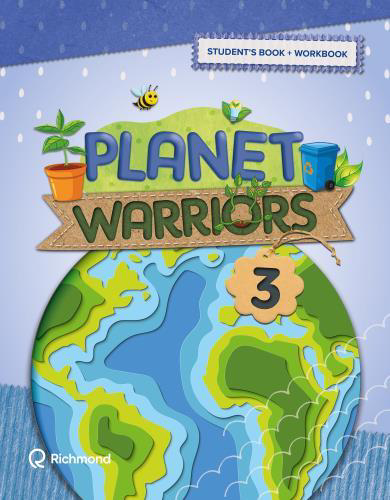 STUDENT'S BOOK + WORKBOOK
PLANET
WARRIORS
3
Richmond